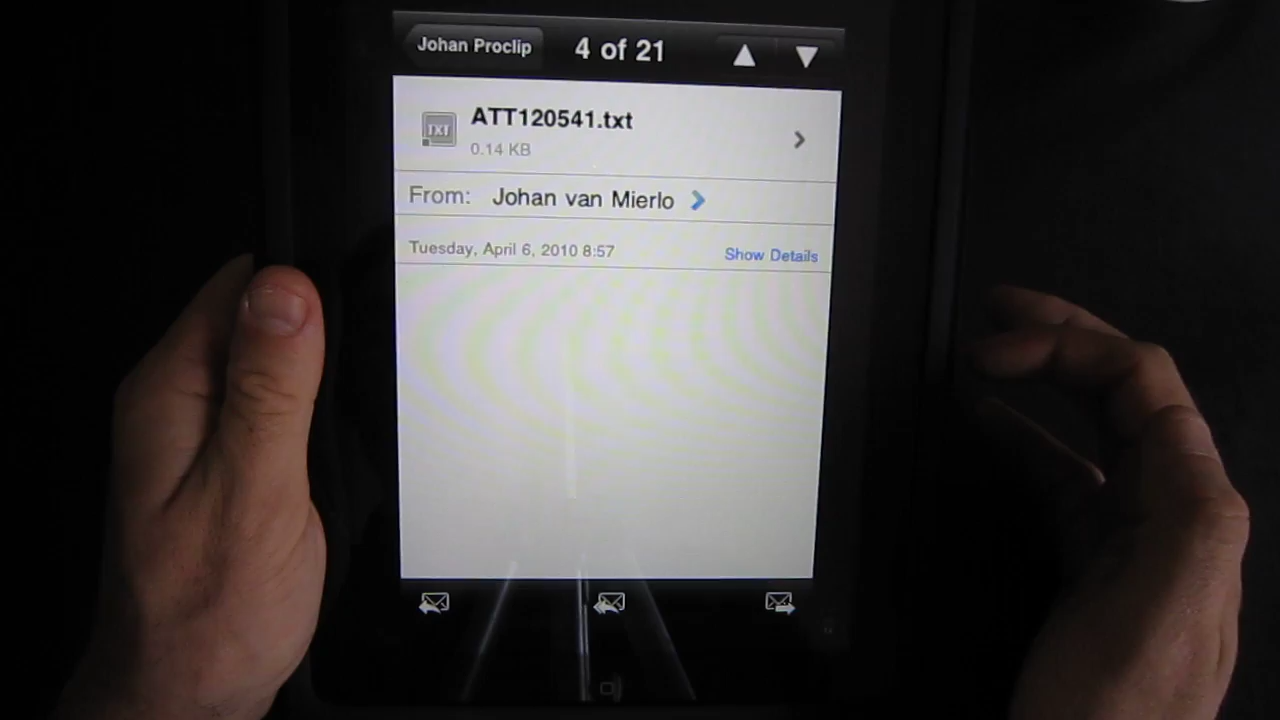 Johan Proclip
4 of 21
TXT
ATT120541.txt
0.14 KB
From: Johan van Mierlo
Tuesday, April 6, 2010 8:57
Show Details